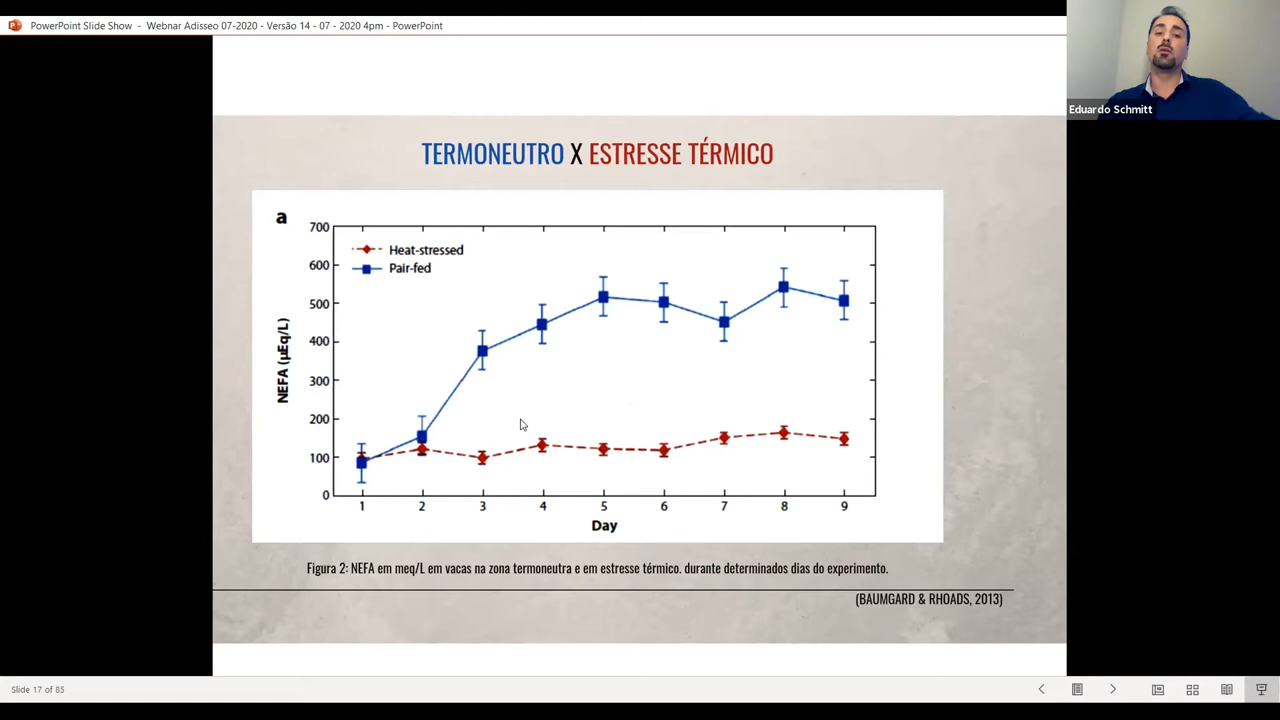 PowerPoint Slide Show - Webnar Adisseo 07-2020 - Versão 14 - 07 - 2020 4pm - PowerPoint
Eduardo Schmitt
TERMONEUTRO X ESTRESSE TÉRMICO
a
700
600
500
400
300
200
100
0
NEFA (µEq/L)
Heat-stressed
Pair-fed
1 2 3 4 5 6 7 8 9
Day
Figura 2: NEFA em meq/L em vacas na zona termoneutra e em estresse térmico. durante determinados dias do experimento.
(BAUMGARD & RHOADS, 2013)
Slide 17 of 85